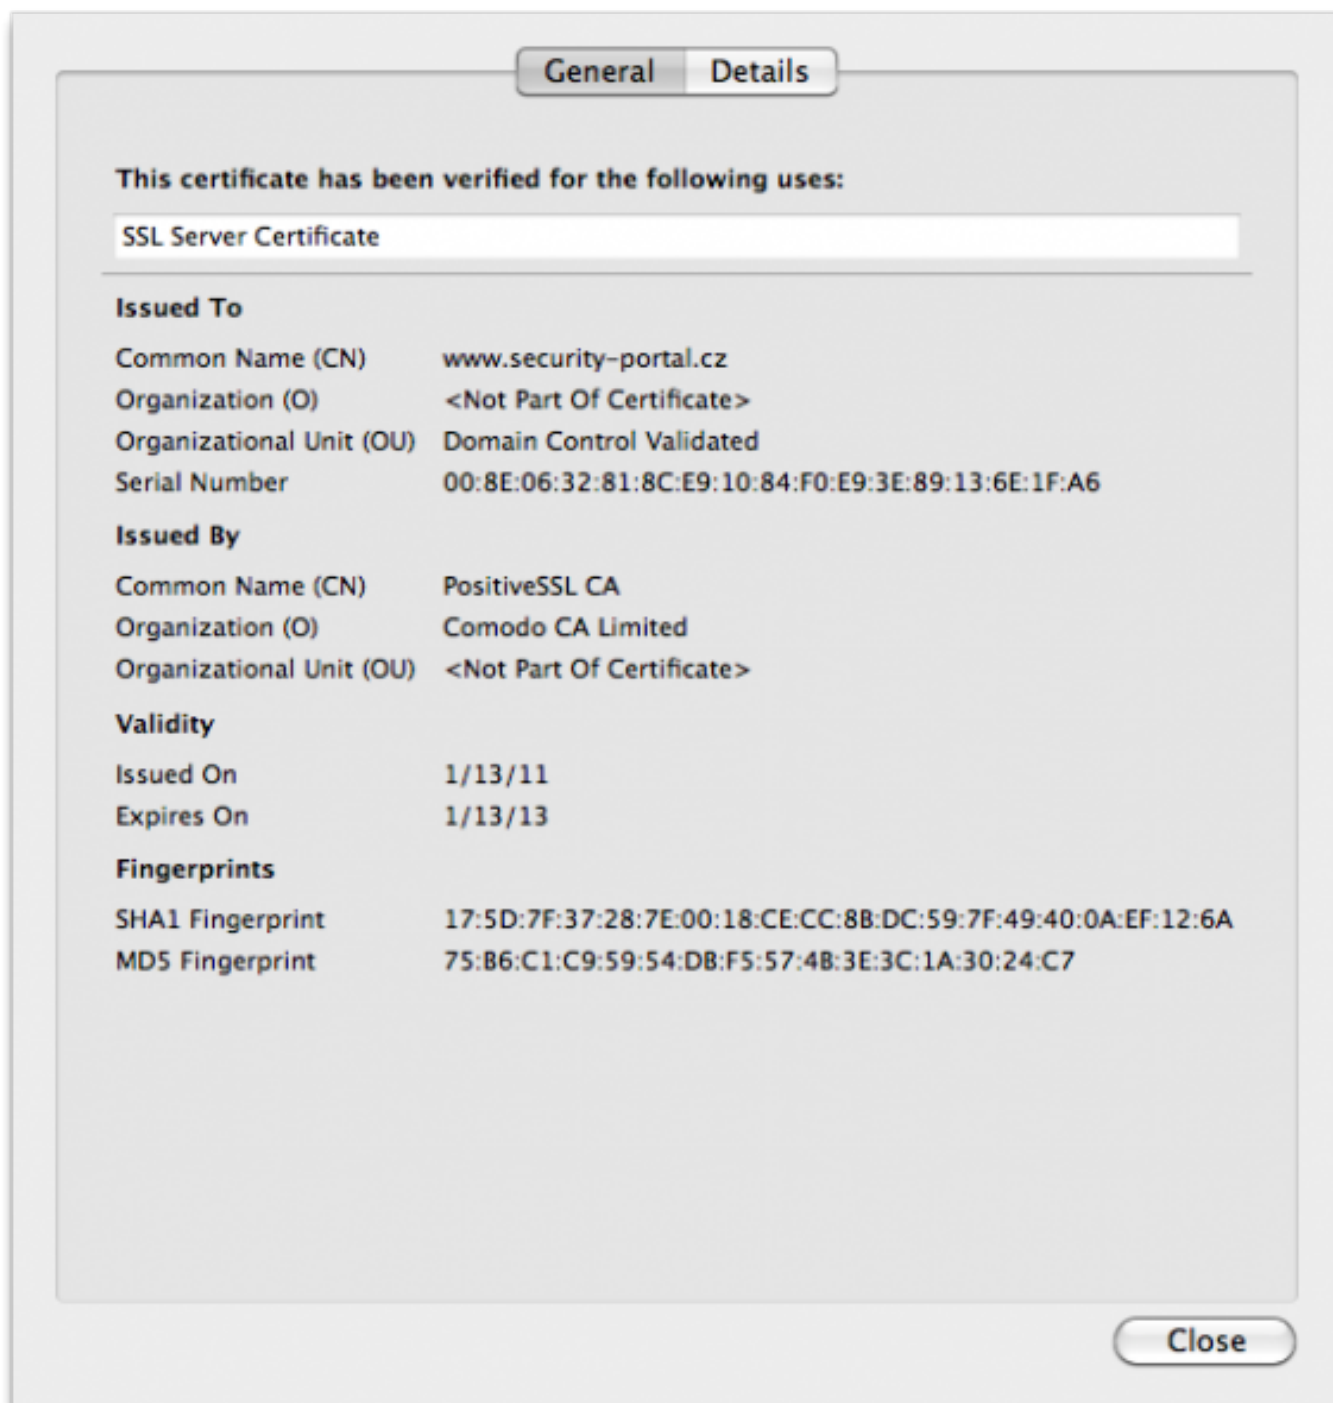 General Details
This certificate has been verified for the following uses:
SSL Server Certificate
Issued To
Common Name (CN) www.security-portal.cz
Organization (O) <Not Part Of Certificate>
Organizational Unit (OU) Domain Control Validated
Serial Number 00:8E:06:32:81:8C:E9:10:84:F0:E9:3E:89:13:6E:1F:A6
Issued By
Common Name (CN) PositiveSSL CA
Organization (O) Comodo CA Limited
Organizational Unit (OU) <Not Part Of Certificate>
Validity
Issued On 1/13/11
Expires On 1/13/13
Fingerprints
SHA1 Fingerprint 17:5D:7F:37:28:7E:00:18:CE:CC:8B:DC:59:7F:49:40:0A:EF:12:6A
MD5 Fingerprint 75:B6:C1:C9:59:54:DB:F5:57:4B:3E:3C:1A:30:24:C7
Close